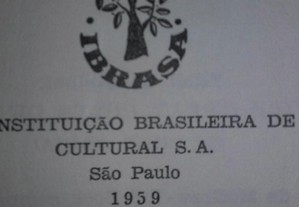 IBRASA
NSTITUIÇÃO BRASILEIRA DE
CULTURAL S. A.
São Paulo
1959